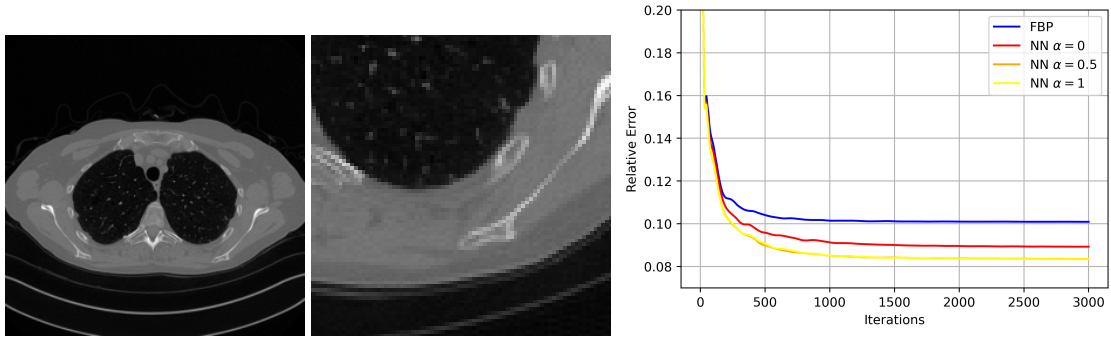 0.20
0.18
0.16
0.14
0.12
0.10
0.08
Relative Error
FBP
NN α = 0
NN α = 0.5
NN α = 1
0 500 1000 1500 2000 2500 3000
Iterations